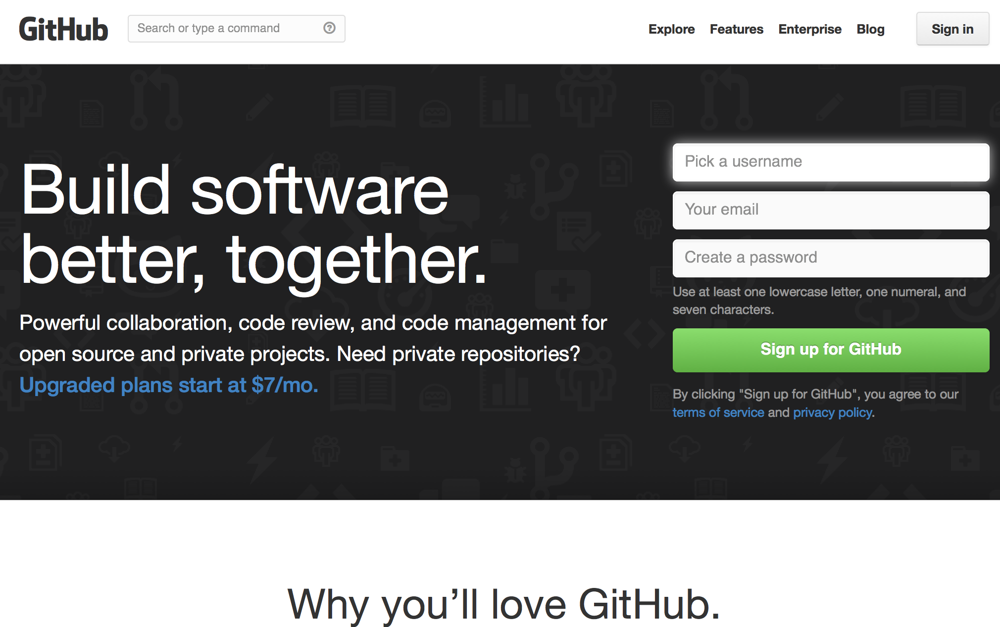 GitHub
Search or type a command
Explore Features Enterprise Blog Sign in
Build software
better, together.
Powerful collaboration, code review, and code management for
open source and private projects. Need private repositories?
Upgraded plans start at $7/mo.
Pick a username
Your email
Create a password
Use at least one lowercase letter, one numeral, and
seven characters.
Sign up for GitHub
By clicking "Sign up for GitHub", you agree to our
terms of service and privacy policy.
Why you’ll love GitHub.